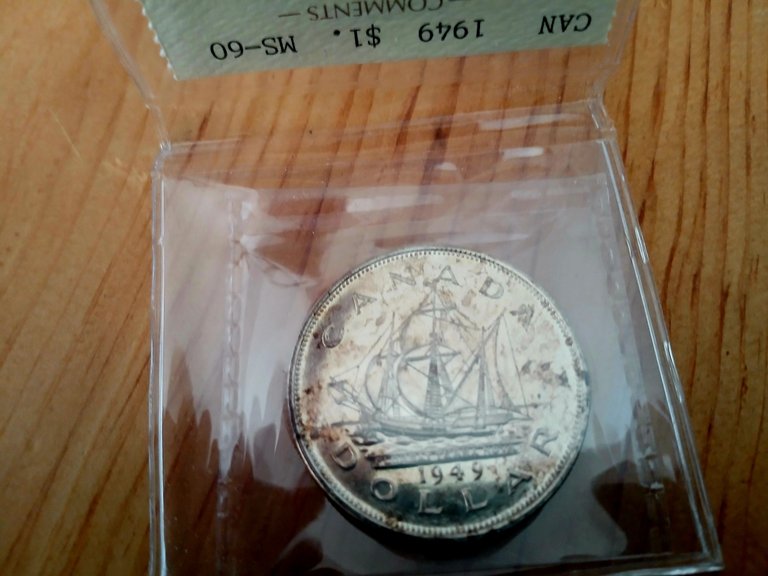 CAN 1949 $1. MS-60
— COMMENTS —
CANADA
1949
DOLLAR